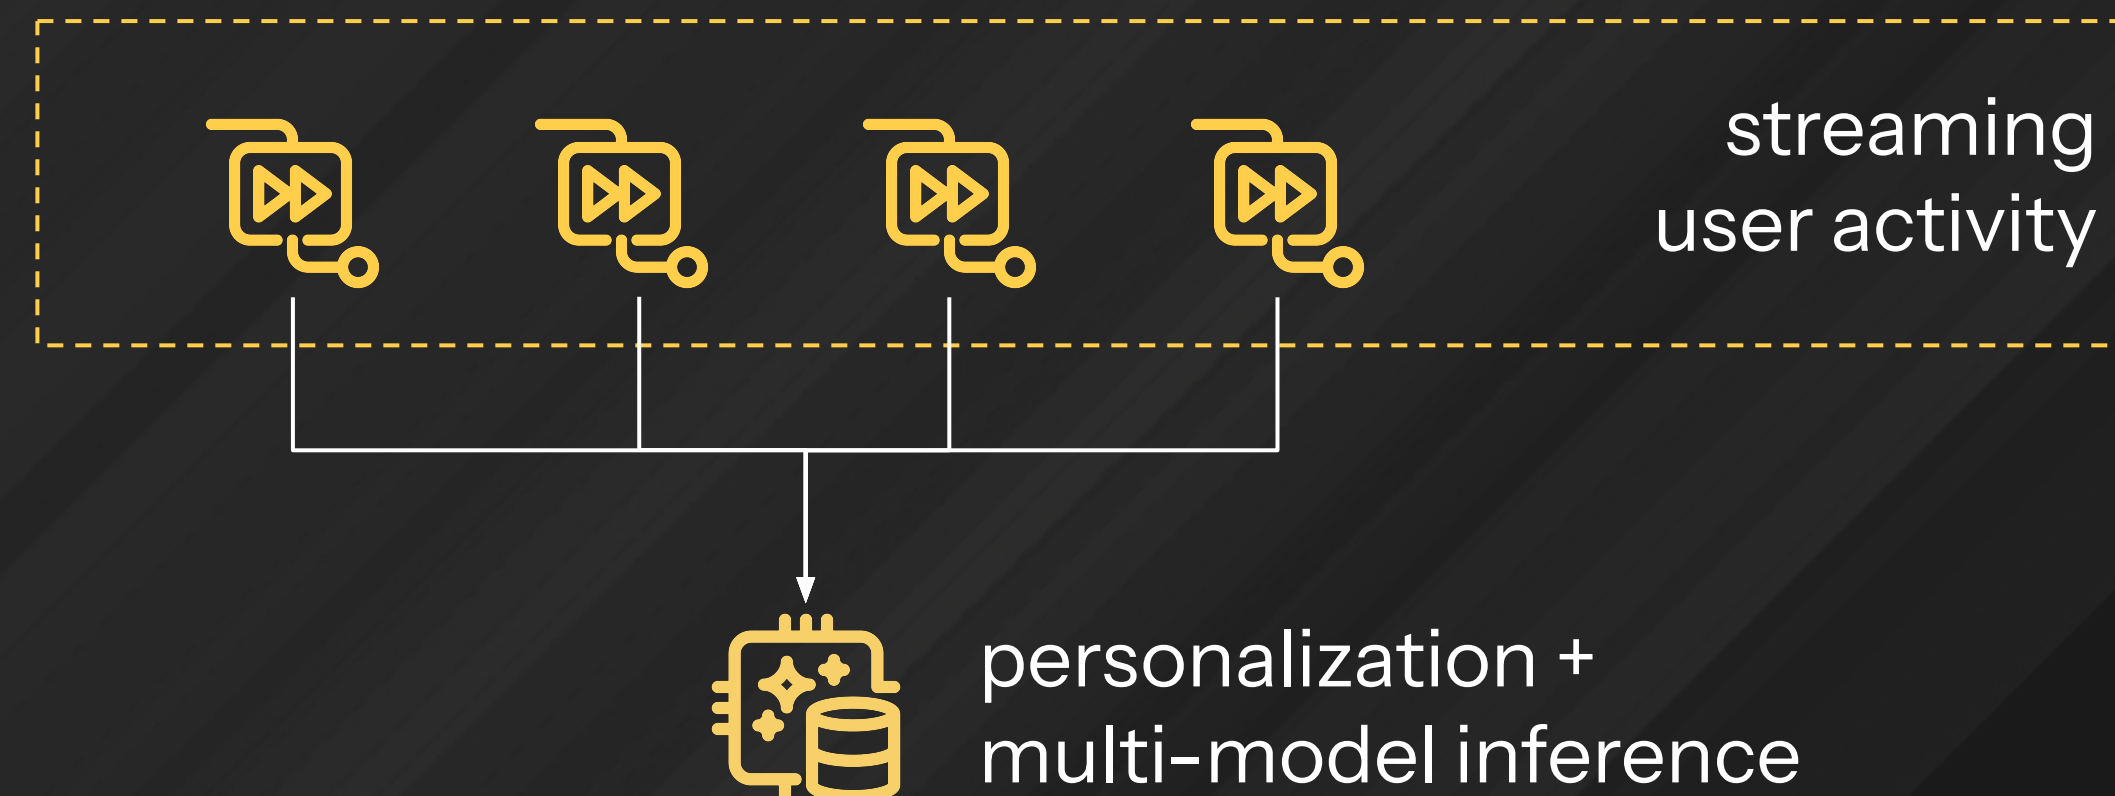 streaming
user activity
personalization +
multi-model inference